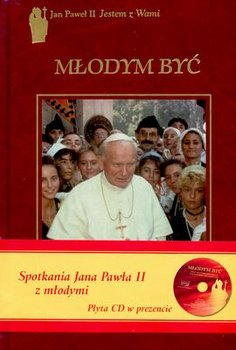 Jan Paweł II Jestem z Wami
MŁODYM BYĆ
Spotkania Jana Pawła II
z młodymi
Płyta CD w prezencie
MŁODYM BYĆ